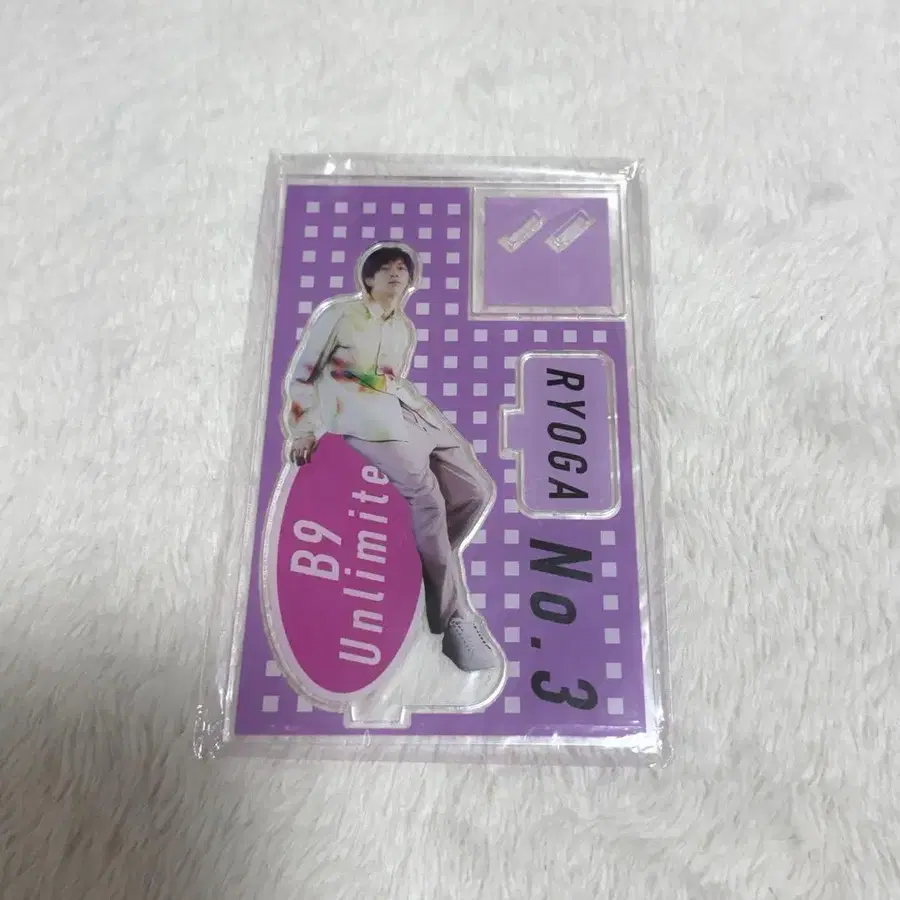 B9
Unlimite
RYOGA
No. 3